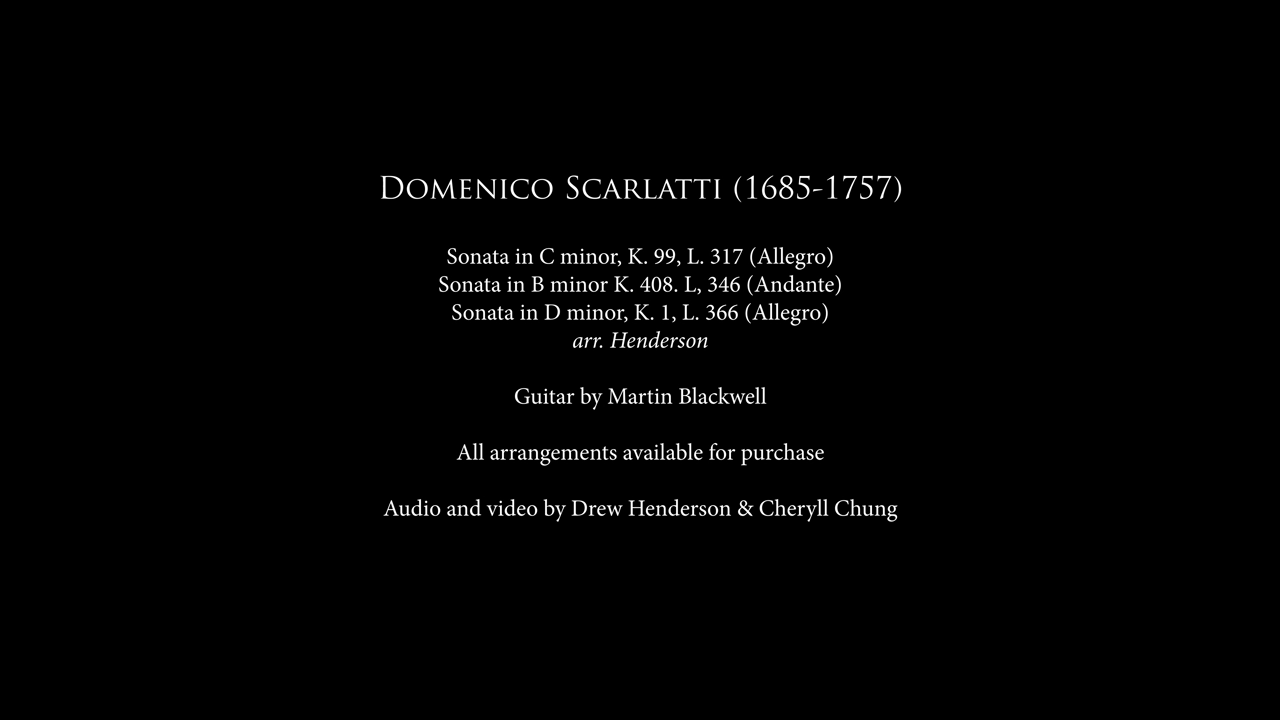 Domenico Scarlatti (1685-1757)
Sonata in C minor, K. 99, L. 317 (Allegro)
Sonata in B minor K. 408. L, 346 (Andante)
Sonata in D minor, K. 1, L. 366 (Allegro)
arr. Henderson
Guitar by Martin Blackwell
All arrangements available for purchase
Audio and video by Drew Henderson & Cheryll Chung